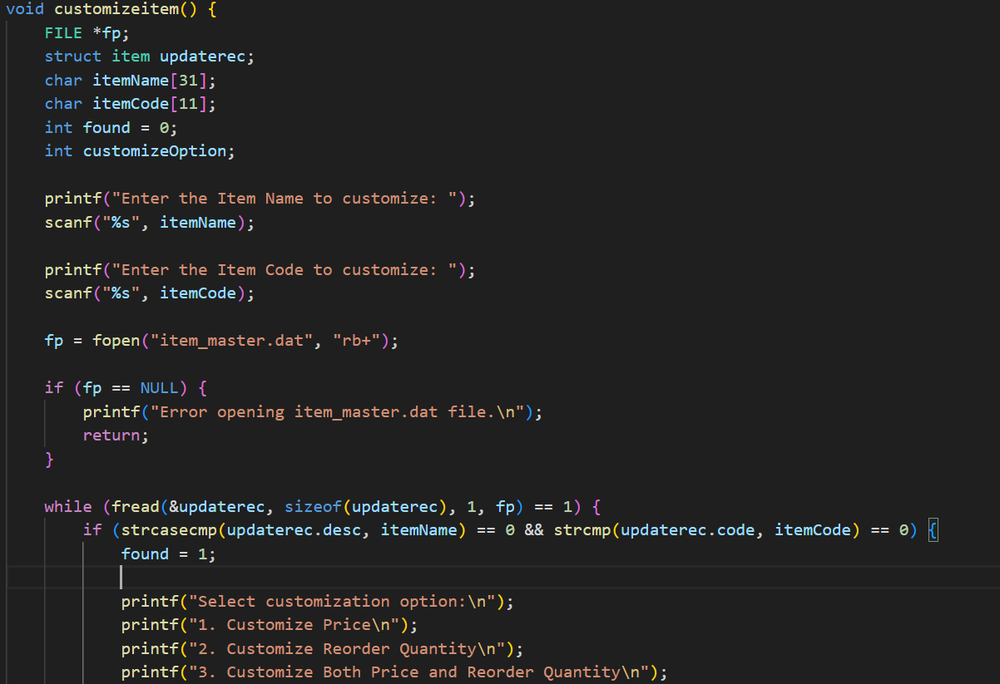 void customizeitem() {
    FILE *fp;
    struct item updaterec;
    char itemName[31];
    char itemCode[11];
    int found = 0;
    int customizeOption;

    printf("Enter the Item Name to customize: ");
    scanf("%s", itemName);

    printf("Enter the Item Code to customize: ");
    scanf("%s", itemCode);

    fp = fopen("item_master.dat", "rb+");

    if (fp == NULL) {
        printf("Error opening item_master.dat file.\n");
        return;
    }

    while (fread(&updaterec, sizeof(updaterec), 1, fp) == 1) {
        if (strcasecmp(updaterec.desc, itemName) == 0 && strcmp(updaterec.code, itemCode) == 0) {
            found = 1;

            printf("Select customization option:\n");
            printf("1. Customize Price\n");
            printf("2. Customize Reorder Quantity\n");
            printf("3. Customize Both Price and Reorder Quantity\n");